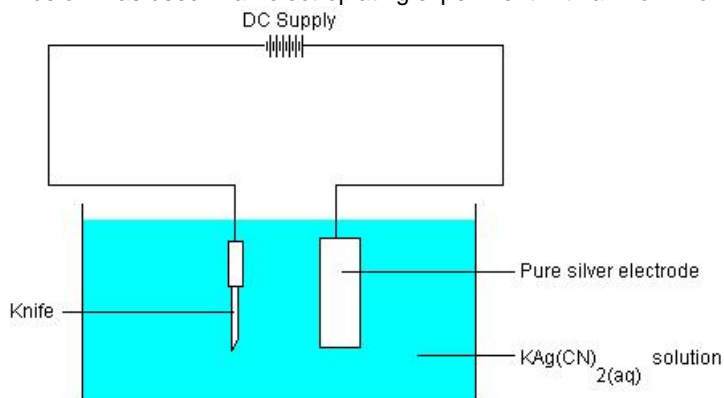 DC Supply
Pure silver electrode
Knife
KAg(CN)2(aq) solution